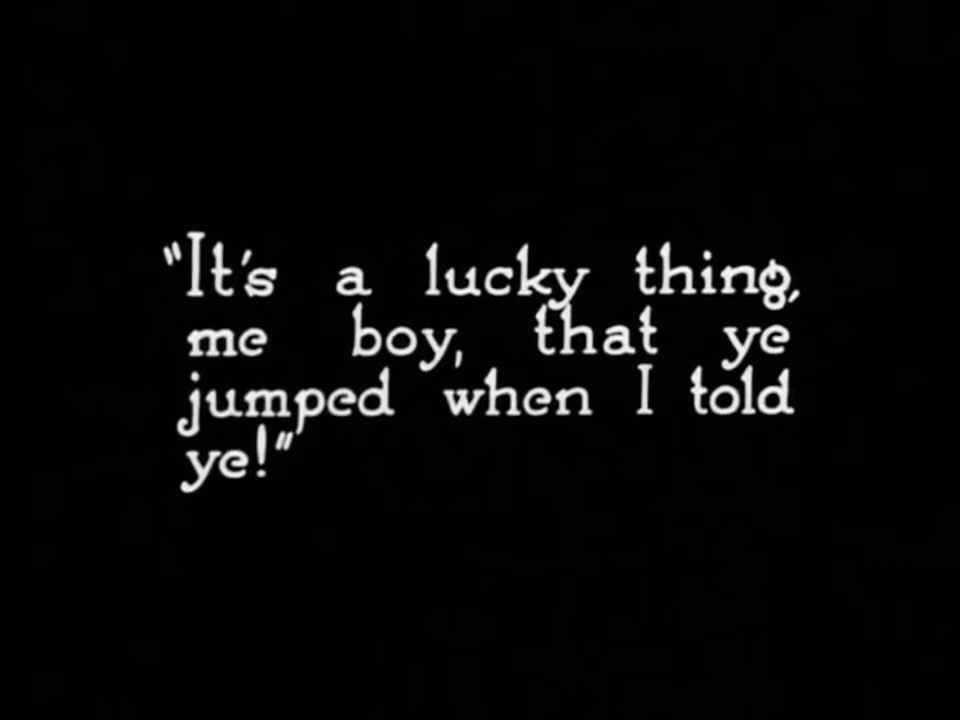 "It's a lucky thing,
me boy, that ye
jumped when I told
ye!"